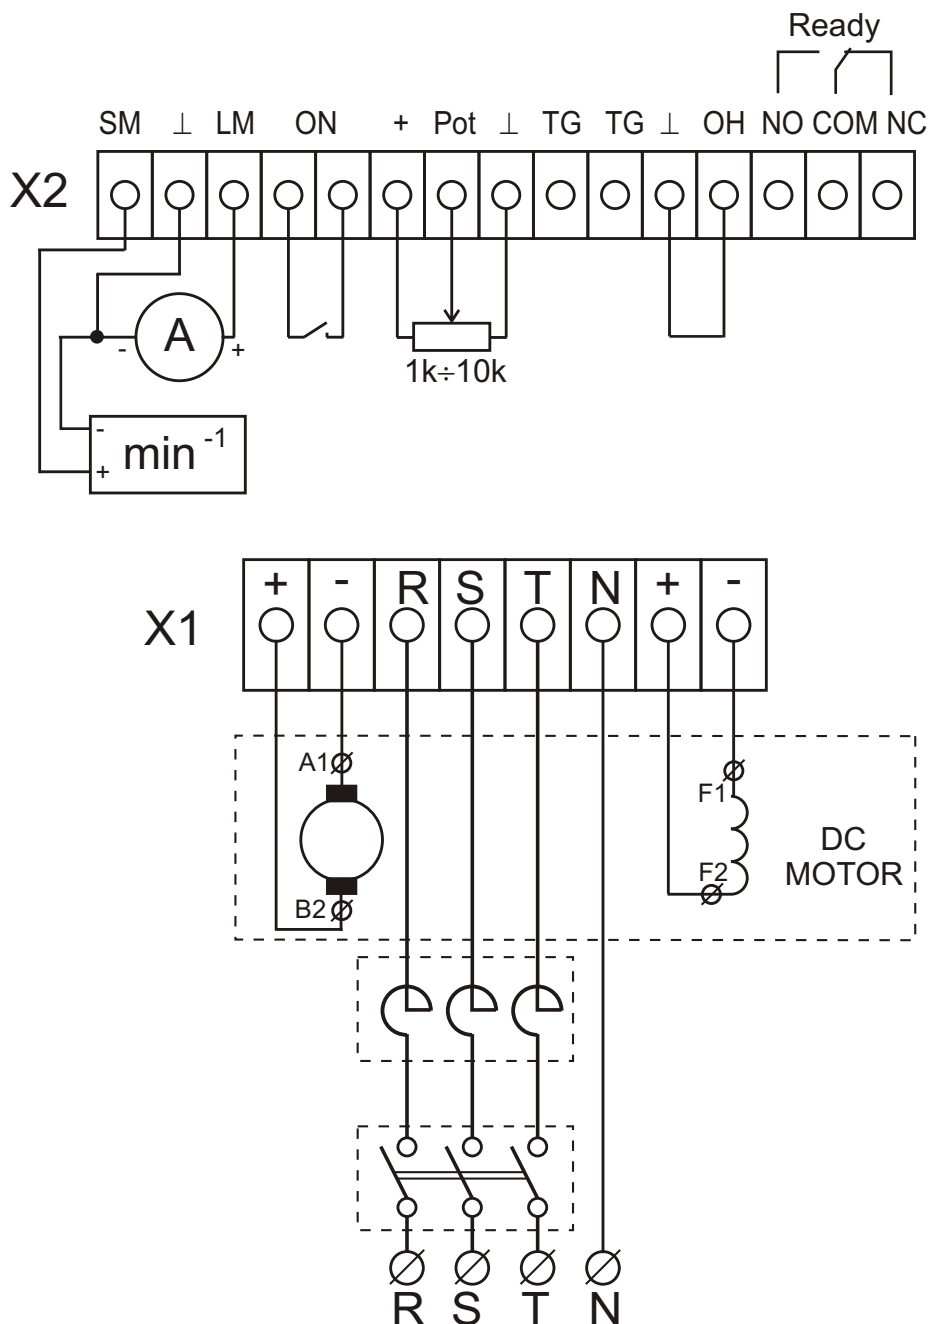 Ready
SM ⊥ LM ON + Pot ⊥ TG TG ⊥ OH NO COM NC
X2
A
- +
1k÷10k
-
min -1
+
+ - R S T N + -
X1
A1
F1
DC
MOTOR
F2
B2
R S T N